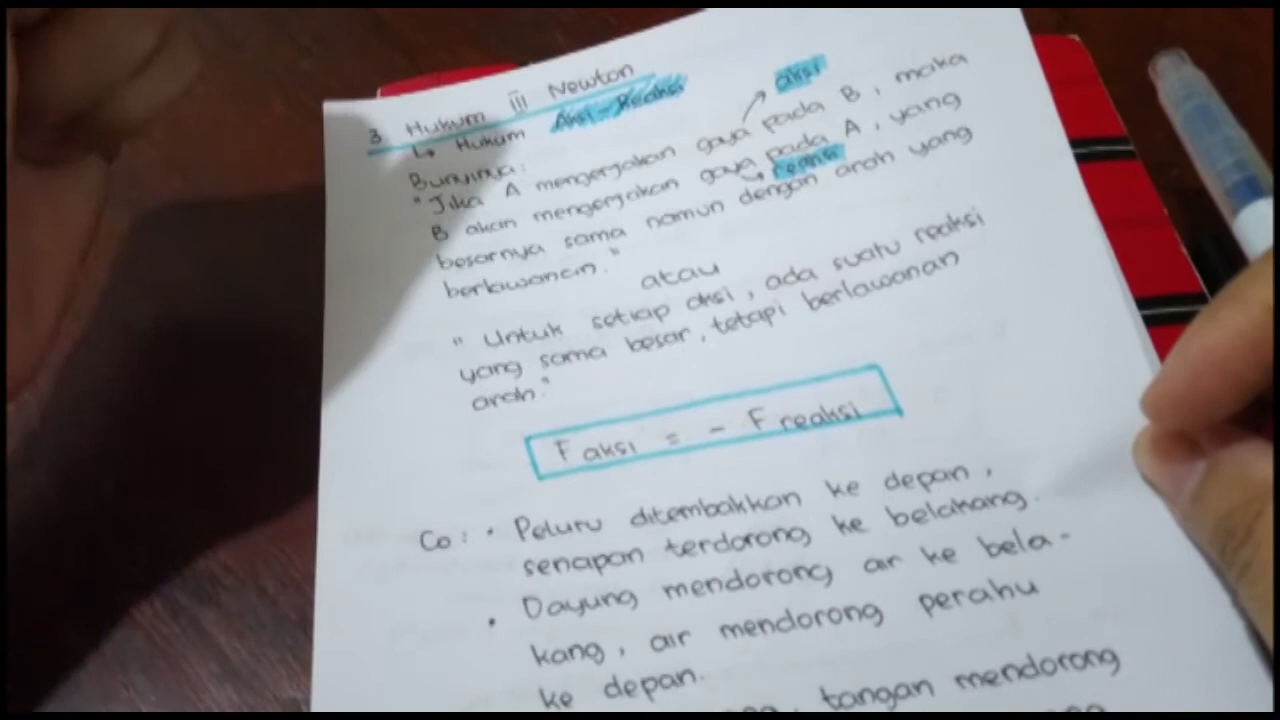 3 Hukum III Newton
↳ Hukum Aksi-Reaksi
Bunyinya:
aksi
"Jika A mengerjakan gaya pada B, maka
B akan mengerjakan gaya pada A, yang
reaksi
besarnya sama namun dengan arah yang
berlawanan."
atau
"Untuk setiap aksi, ada suatu reaksi
yang sama besar, tetapi berlawanan
arah."
F aksi = - F reaksi
Co: • Peluru ditembakkan ke depan,
senapan terdorong ke belakang.
• Dayung mendorong air ke bela-
kang, air mendorong perahu
ke depan.
, tangan mendorong